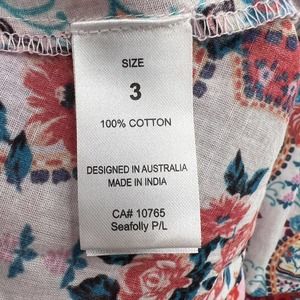 SIZE
3
100% COTTON
DESIGNED IN AUSTRALIA
MADE IN INDIA
CA# 10765
Seafolly P/L